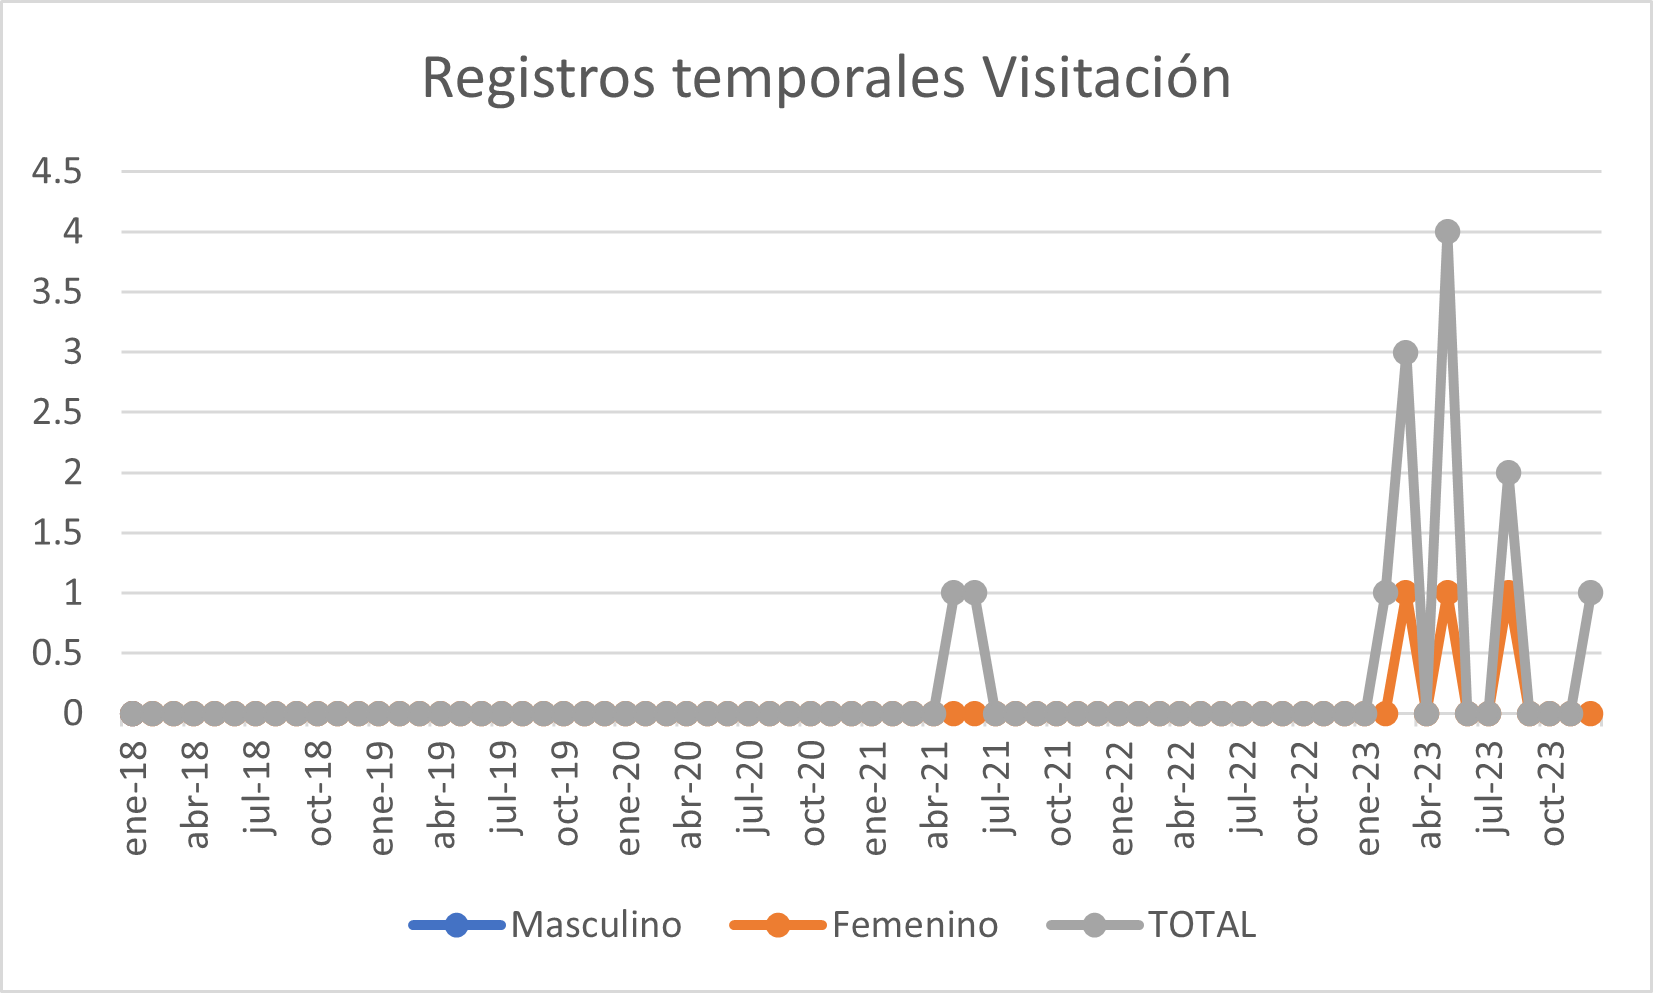 Registros temporales Visitación
4.5
4
3.5
3
2.5
2
1.5
1
0.5
0
ene-18
abr-18
jul-18
oct-18
ene-19
abr-19
jul-19
oct-19
ene-20
abr-20
jul-20
oct-20
ene-21
abr-21
jul-21
oct-21
ene-22
abr-22
jul-22
oct-22
ene-23
abr-23
jul-23
oct-23
Masculino Femenino TOTAL